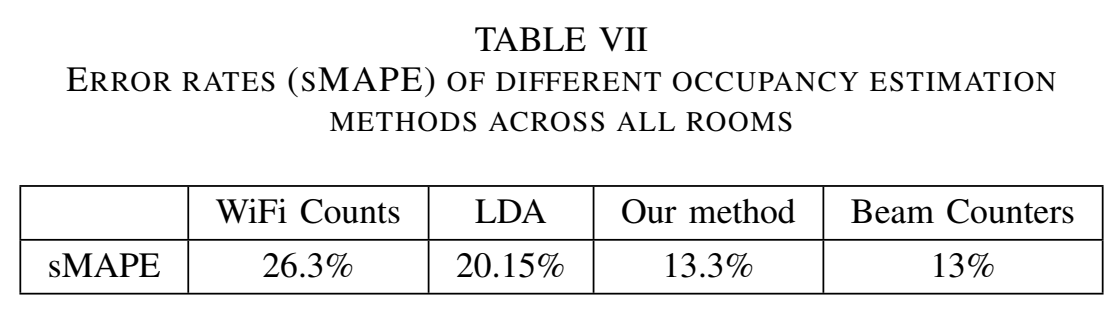 TABLE VII
ERROR RATES (SMAPE) OF DIFFERENT OCCUPANCY ESTIMATION
METHODS ACROSS ALL ROOMS
WiFi Counts LDA Our method Beam Counters
sMAPE 26.3% 20.15% 13.3% 13%